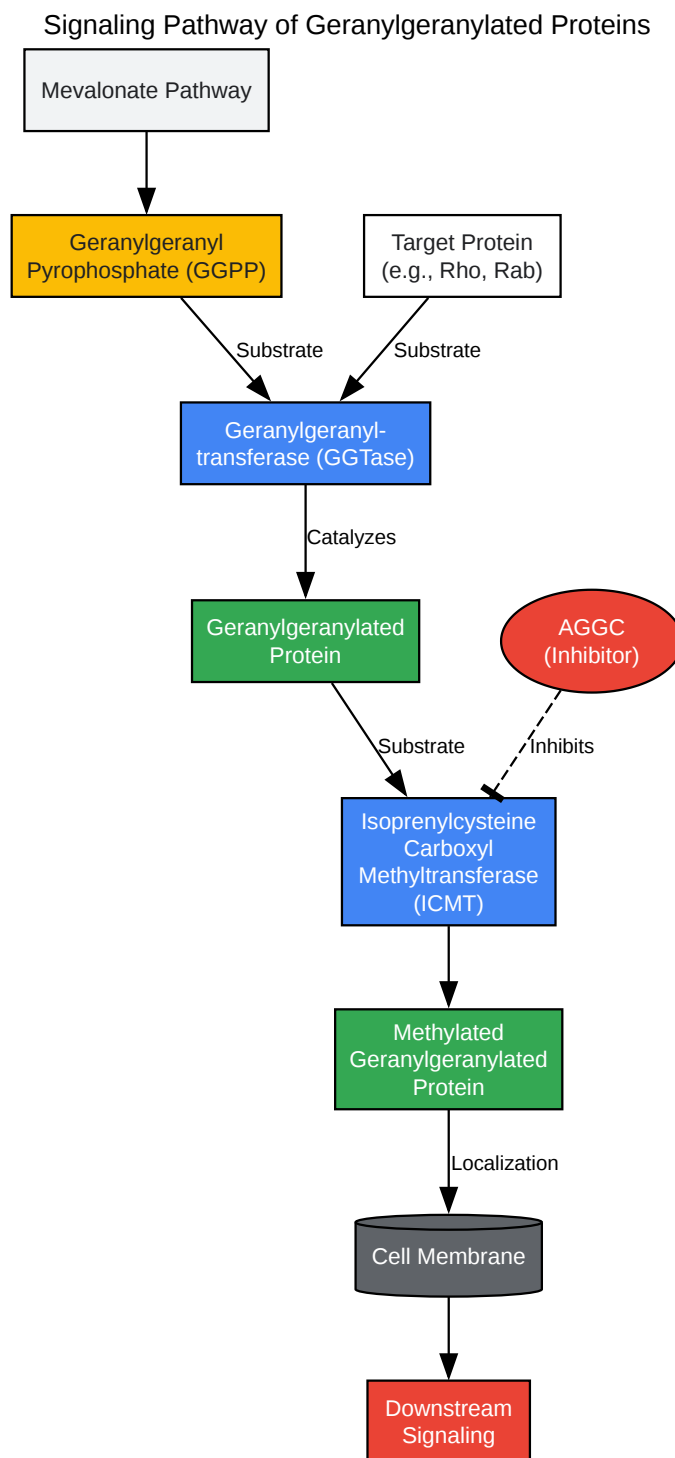 Signaling Pathway of Geranylgeranylated Proteins
Mevalonate Pathway
Geranylgeranyl
Pyrophosphate (GGPP)
Target Protein
(e.g., Rho, Rab)
Substrate
Substrate
Geranylgeranyl-
transferase (GGTase)
Catalyzes
Geranylgeranylated
Protein
AGGC
(Inhibitor)
Substrate
Inhibits
Isoprenylcysteine
Carboxyl
Methyltransferase
(ICMT)
Methylated
Geranylgeranylated
Protein
Localization
Cell Membrane
Downstream
Signaling